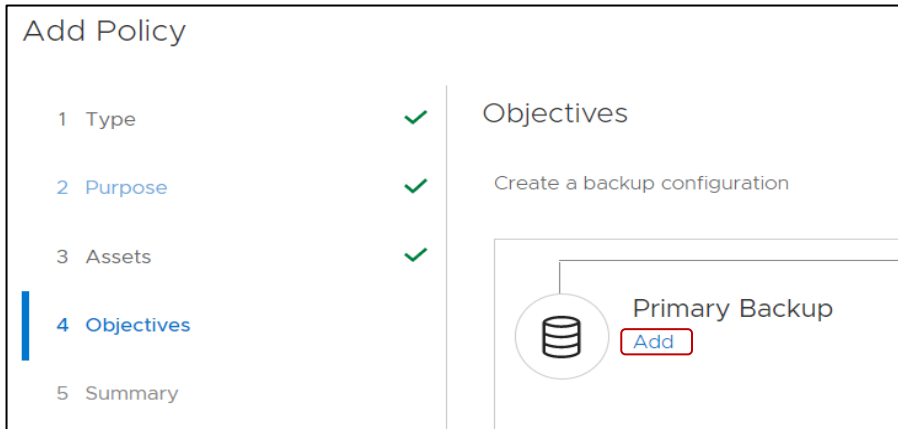 Add Policy
1 Type
2 Purpose
3 Assets
4 Objectives
5 Summary
Objectives
Create a backup configuration
Primary Backup
Add